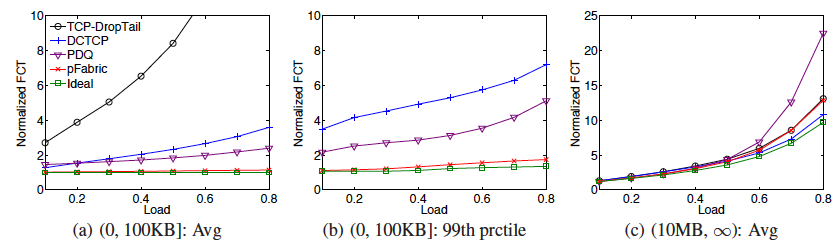 10
8
6
4
2
0
0.2
0.4
0.6
0.8
Normalized FCT
Load
TCP-DropTail
DCTCP
PDQ
pFabric
Ideal
(a) (0, 100KB]: Avg
10
8
6
4
2
0
0.2
0.4
0.6
0.8
Normalized FCT
Load
(b) (0, 100KB]: 99th prctile
25
20
15
10
5
0
0
0.2
0.4
0.6
0.8
Normalized FCT
Load
(c) (10MB, ∞): Avg